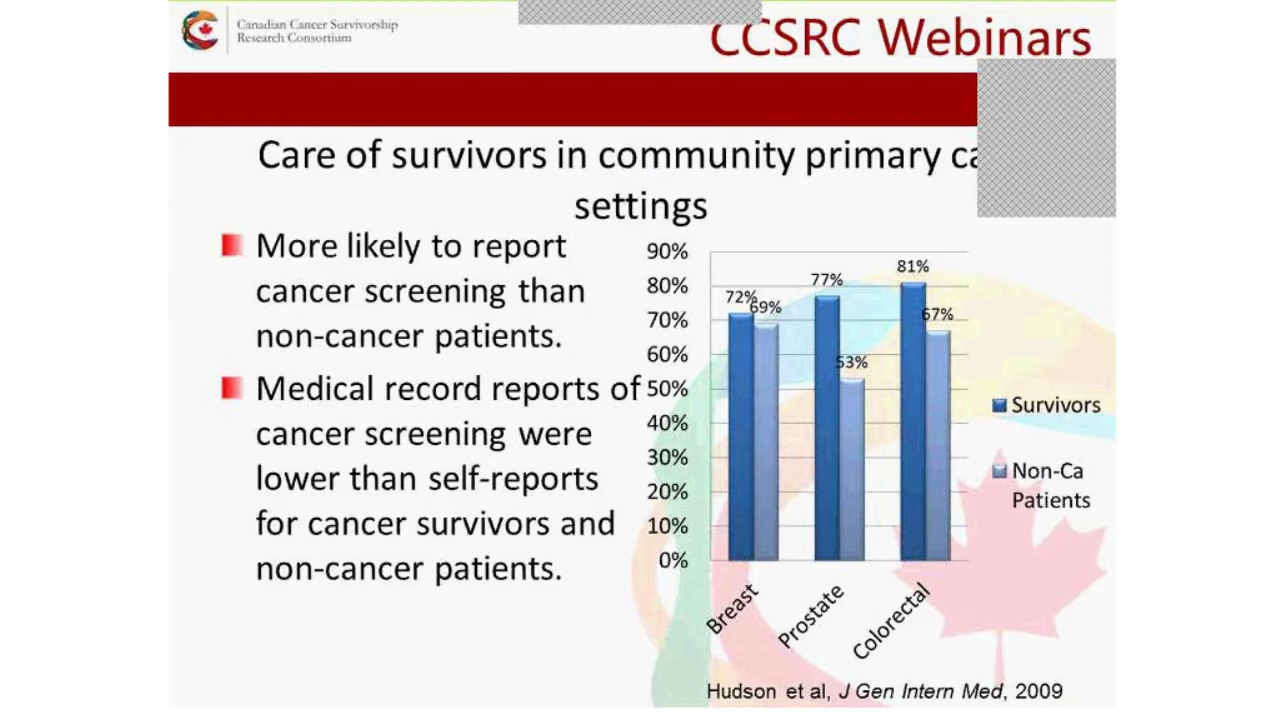 Canadian Cancer Survivorship
Research Consortium
CCSRC Webinars
Care of survivors in community primary
settings
More likely to report
cancer screening than
non-cancer patients.
Medical record reports of
cancer screening were
lower than self-reports
for cancer survivors and
non-cancer patients.
90%
80%
70%
60%
50%
40%
30%
20%
10%
0%
72%
69%
77%
53%
81%
67%
Breast
Prostate
Colorectal
Survivors
Non-Ca
Patients
Hudson et al, J Gen Intern Med, 2009